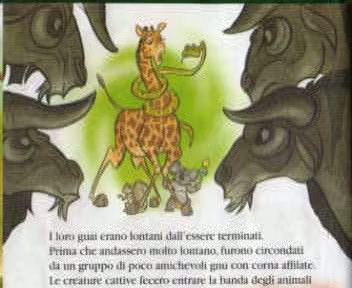 I loro guai erano lontani dall'essere terminati.
Prima che andassero molto lontano, furono circondati
da un gruppo di poco amichevoli gnu con corna affilate.
Le creature cattive fecero entrare la banda degli animali